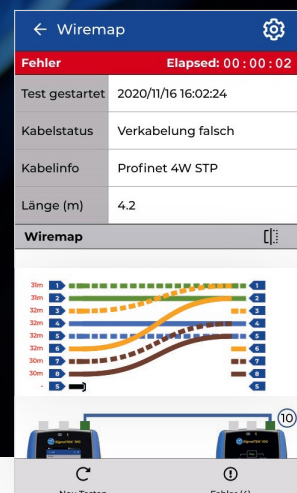 ← Wiremap
Fehler Elapsed: 00:00:02
Test gestartet 2020/11/16 16:02:24
Kabelstatus Verkabelung falsch
Kabelinfo Profinet 4W STP
Länge (m) 4.2
Wiremap
31m 1 1
31m 2 2
32m 3 3
32m 4 4
32m 5 5
32m 6 6
30m 7 7
30m 8 8
- S S
10